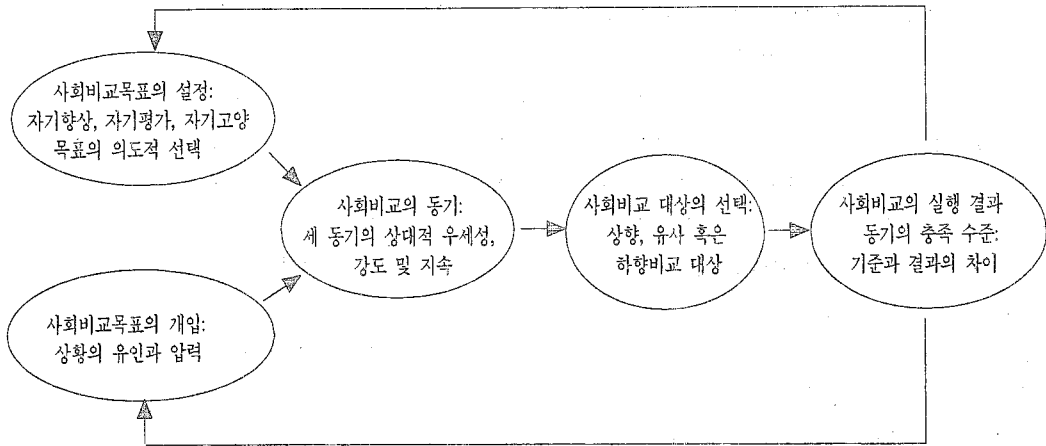 사회비교목표의 설정:
자기향상, 자기평가, 자기고양
목표의 의도적 선택
사회비교목표의 개입:
상황의 유인과 압력
사회비교의 동기:
세 동기의 상대적 우세성,
강도 및 지속
사회비교 대상의 선택:
상향, 유사 혹은
하향비교 대상
사회비교의 실행 결과
동기의 충족 수준:
기준과 결과의 차이